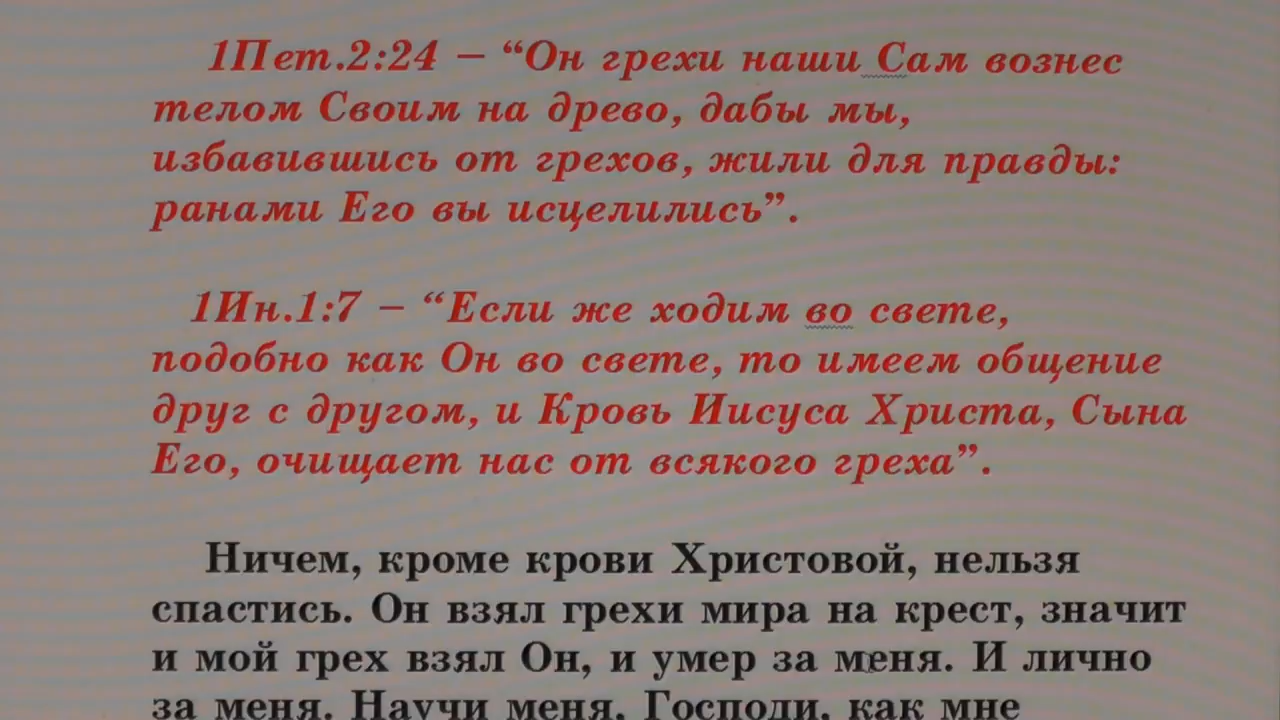 1Пет.2:24 – “Он грехи наши Сам вознес
телом Своим на древо, дабы мы,
избавившись от грехов, жили для правды:
ранами Его вы исцелились”.
1Ин.1:7 – “Если же ходим во свете,
подобно как Он во свете, то имеем общение
друг с другом, и Кровь Иисуса Христа, Сына
Его, очищает нас от всякого греха”.
Ничем, кроме крови Христовой, нельзя
спастись. Он взял грехи мира на крест, значит
и мой грех взял Он, и умер за меня. И лично
за меня. Научи меня, Господи, как мне